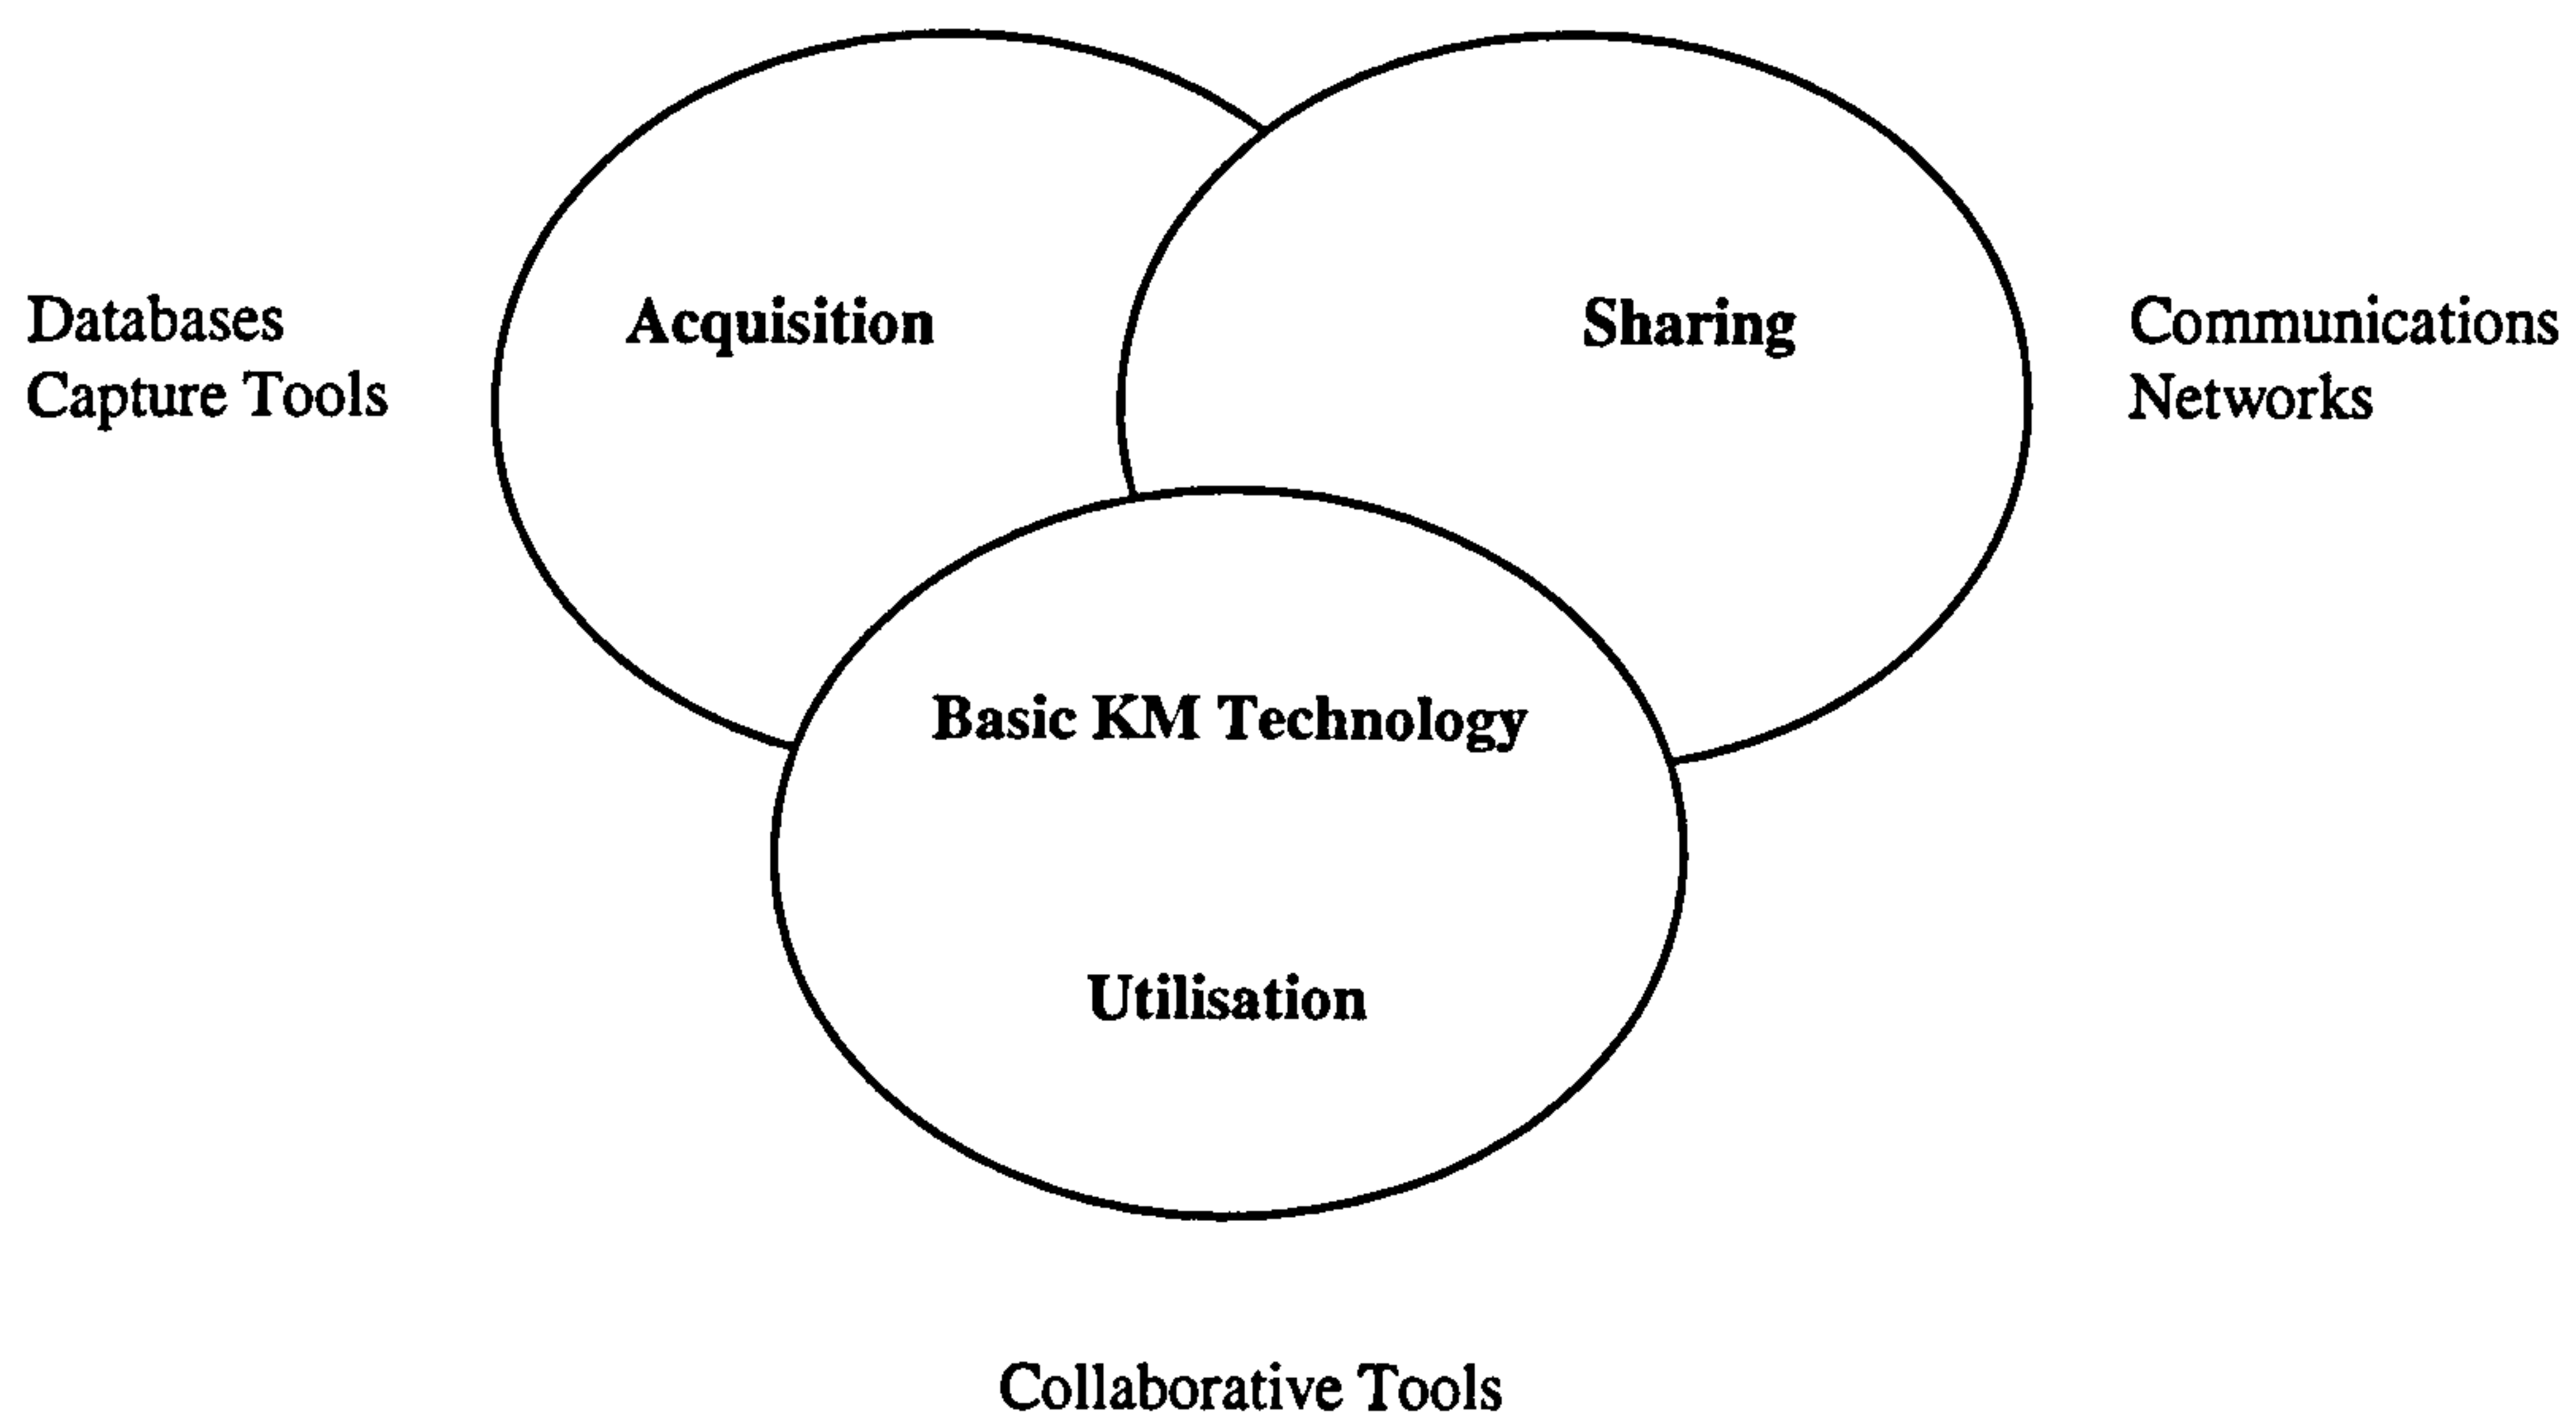 Databases
Capture Tools
Acquisition
Sharing
Communications
Networks
Basic KM Technology
Utilisation
Collaborative Tools